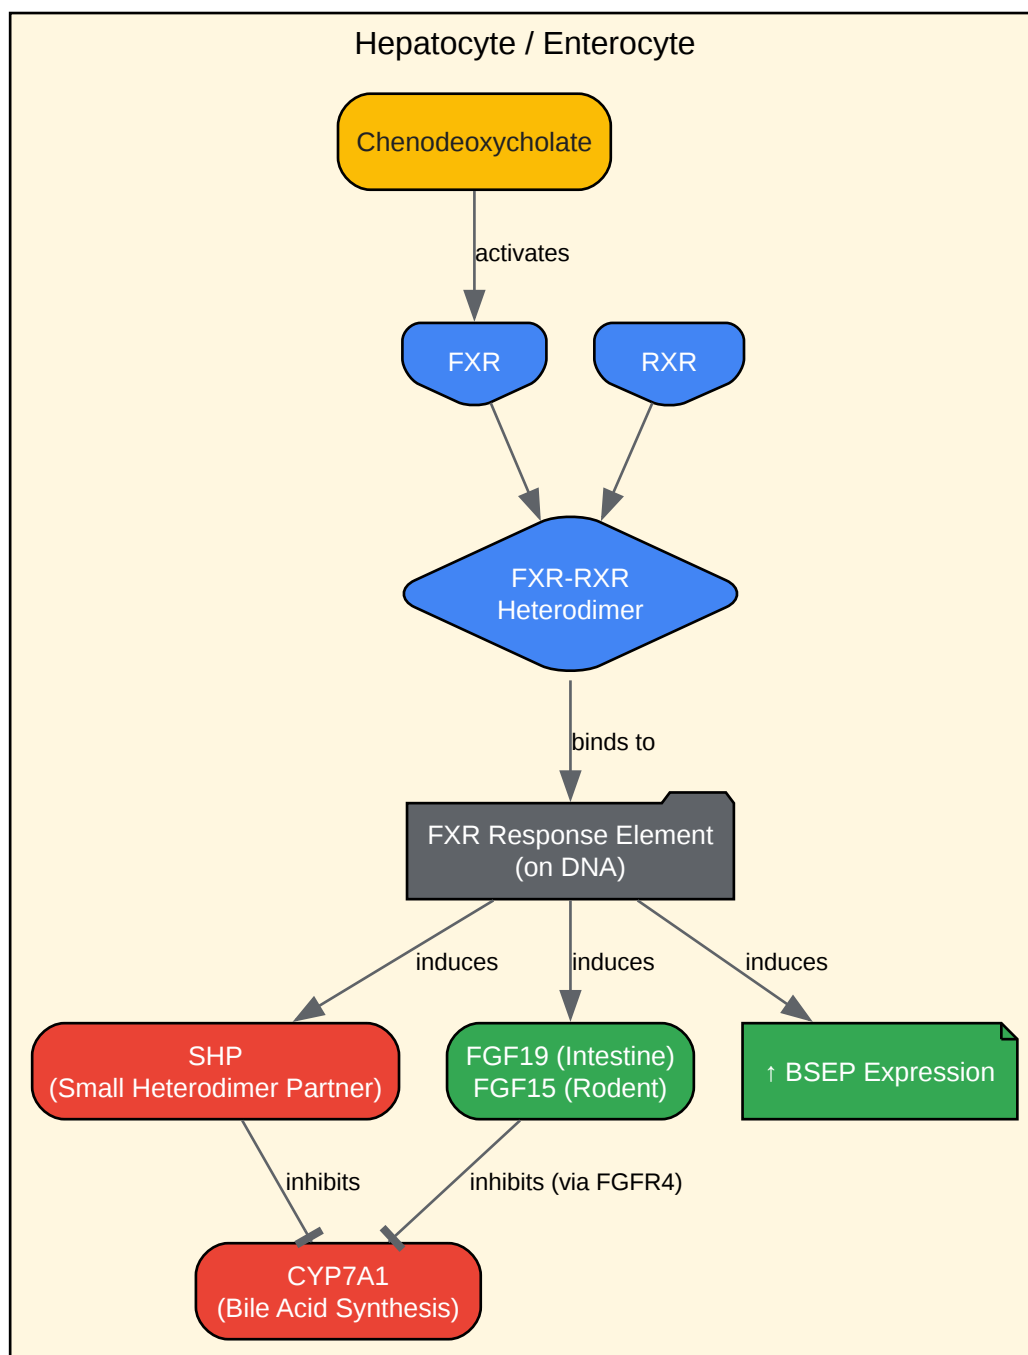 Hepatocyte / Enterocyte
Chenodeoxycholate
activates
FXR
RXR
FXR-RXR
Heterodimer
binds to
FXR Response Element
(on DNA)
induces
induces
induces
SHP
(Small Heterodimer Partner)
FGF19 (Intestine)
FGF15 (Rodent)
↑ BSEP Expression
inhibits
inhibits (via FGFR4)
CYP7A1
(Bile Acid Synthesis)